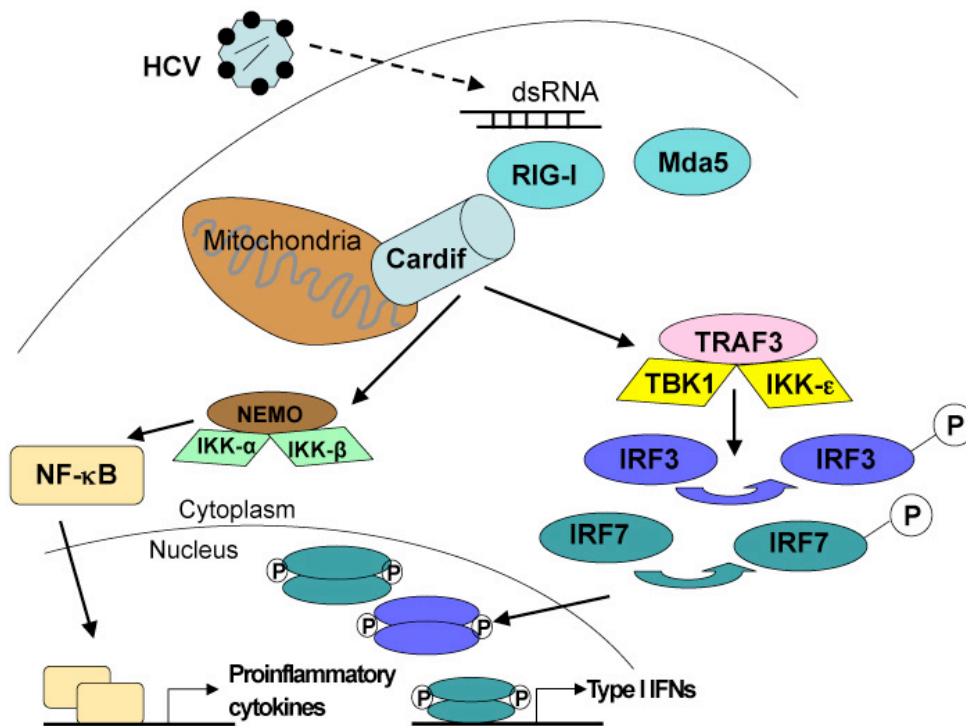 HCV
dsRNA
RIG-I
Mda5
Mitochondria
Cardif
TRAF3
TBK1
IKK-ε
NEMO
IKK-α
IKK-β
NF-κB
IRF3
IRF3
P
IRF7
IRF7
P
Cytoplasm
Nucleus
P
P
P
P
Proinflammatory
cytokines
P
P
Type I IFNs